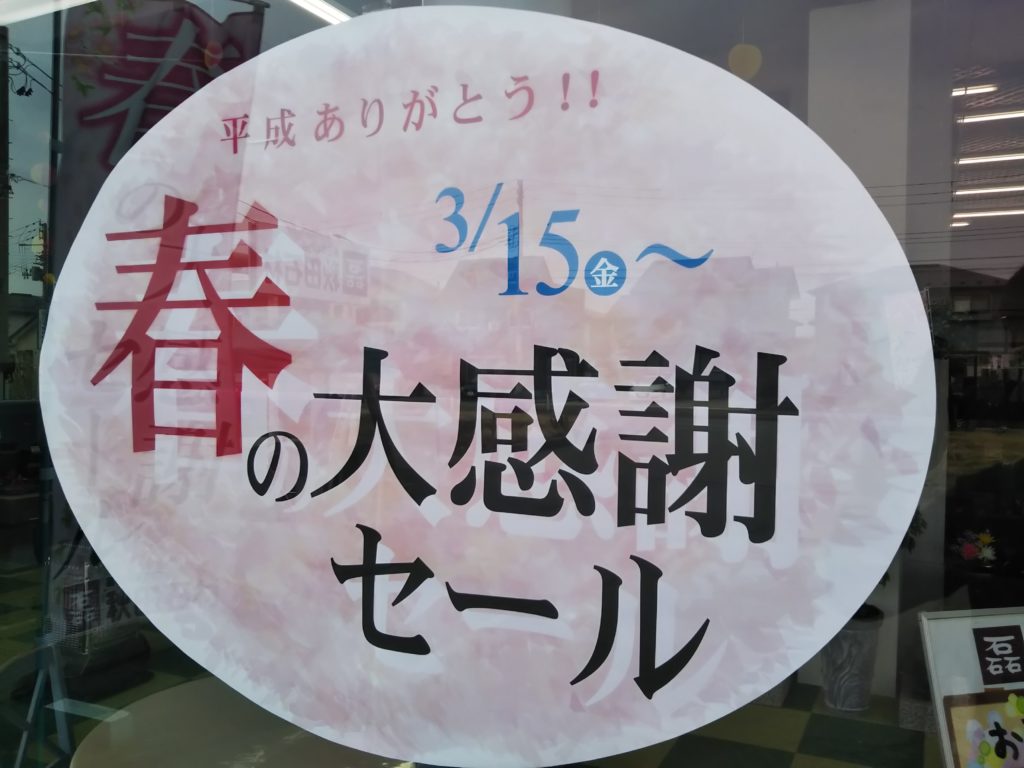 平成ありがとう!!
3/15㊎〜
春の大感謝
セール
磊